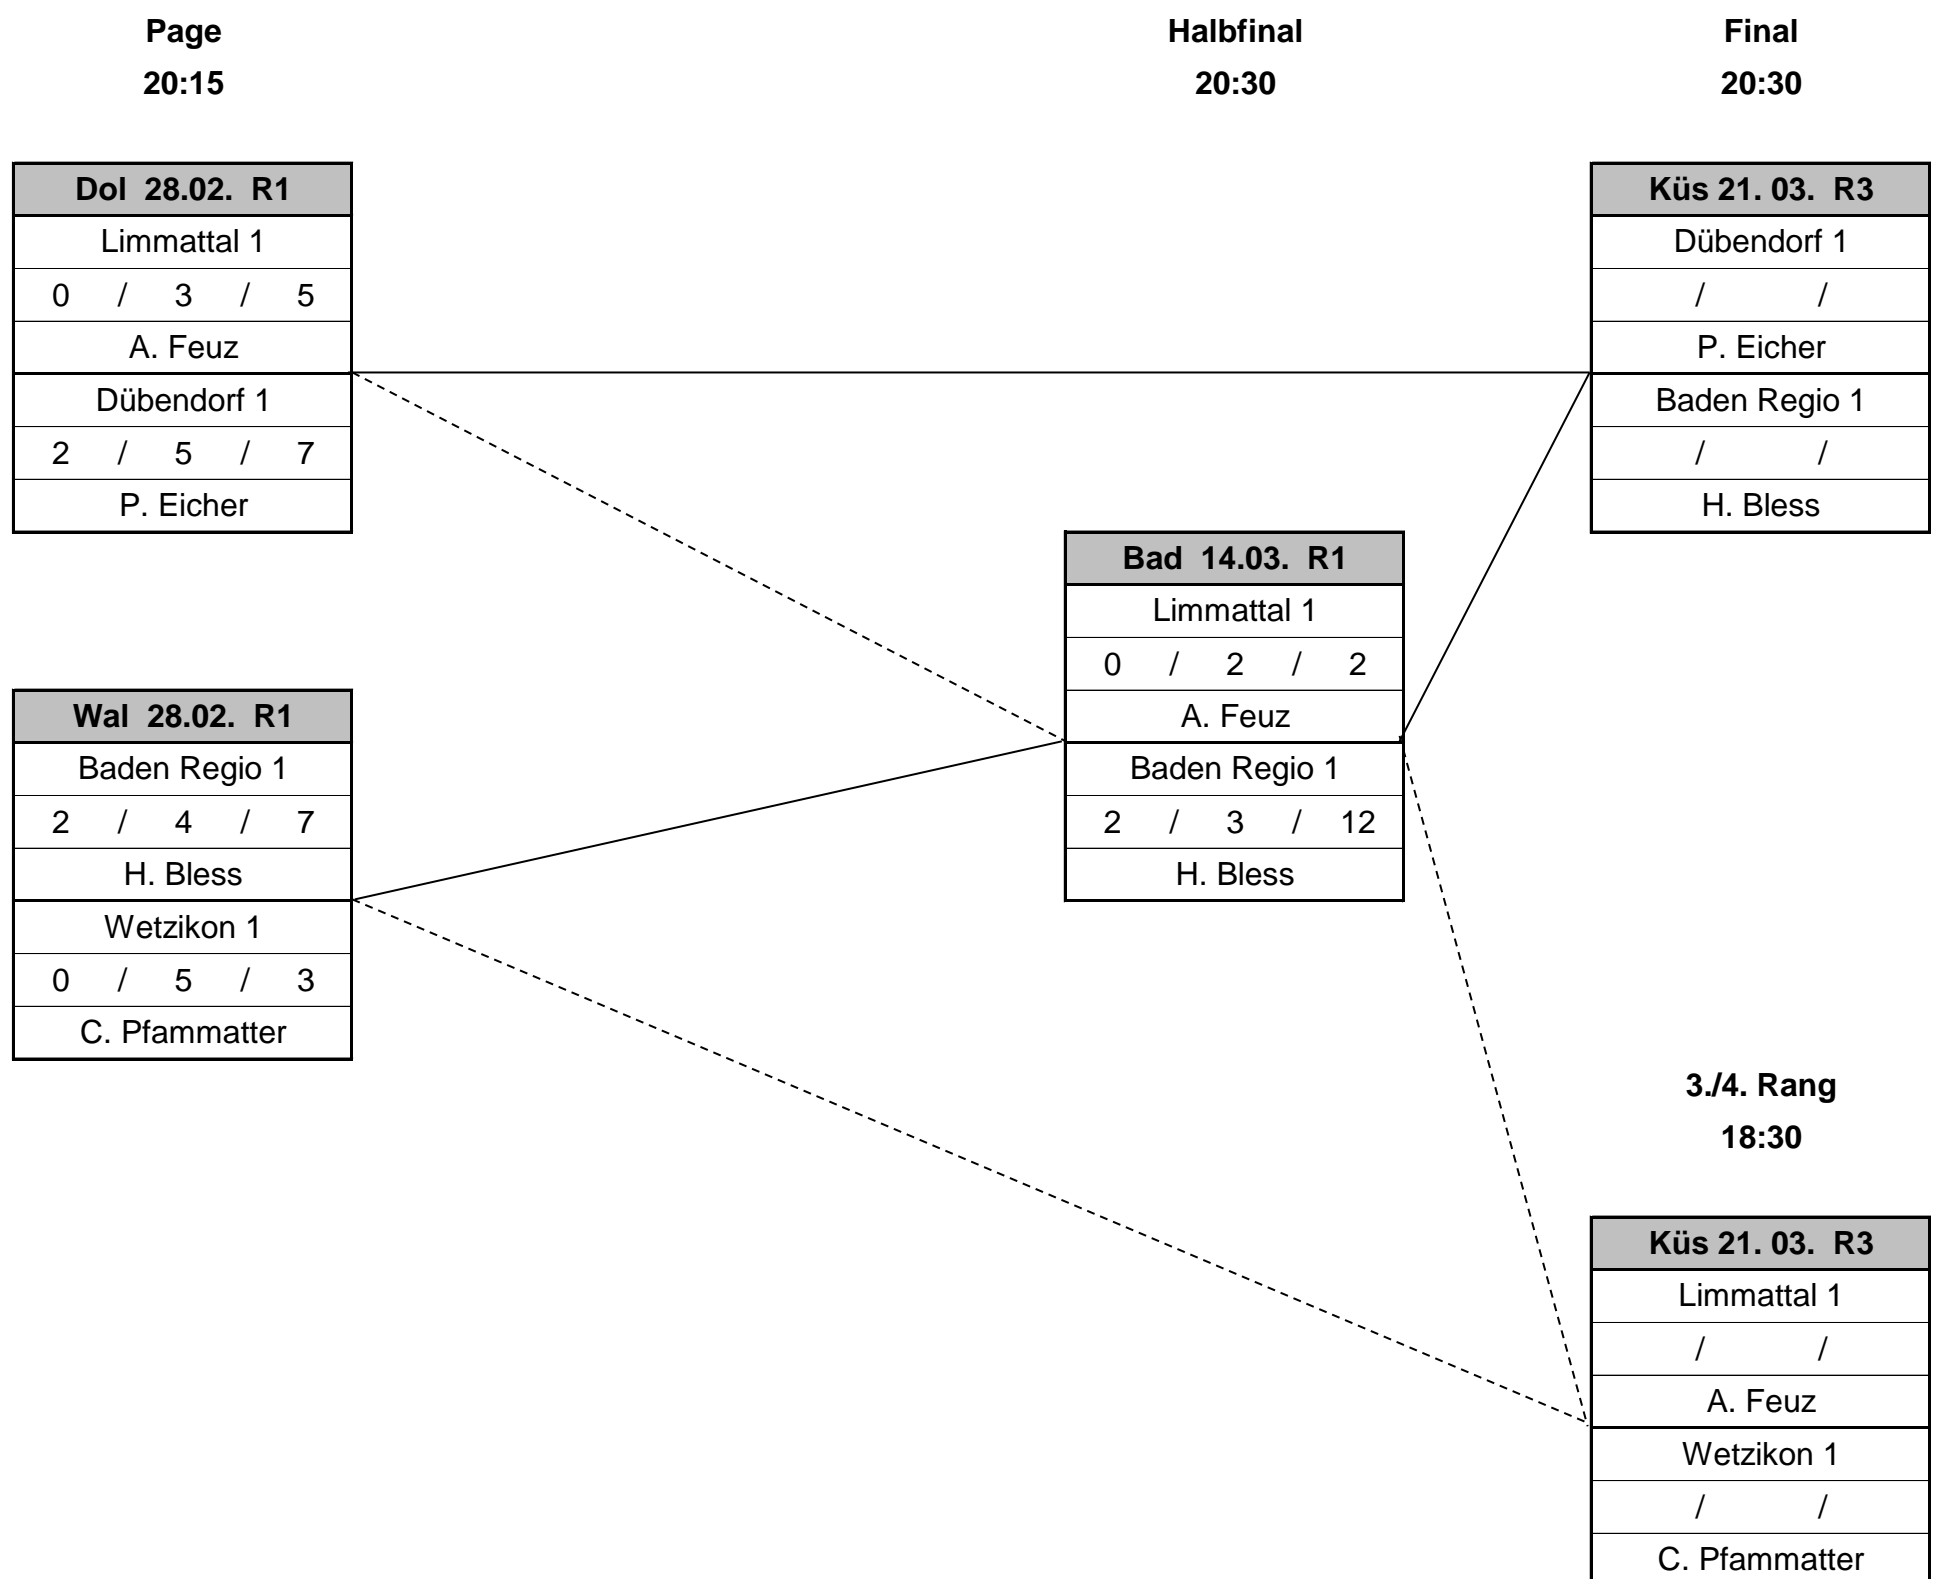 Page
20:15
Halbfinal
20:30
Final
20:30
Dol 28.02. R1
Limmattal 1
0 / 3 / 5
A. Feuz
Dübendorf 1
2 / 5 / 7
P. Eicher
Wal 28.02. R1
Baden Regio 1
2 / 4 / 7
H. Bless
Wetzikon 1
0 / 5 / 3
C. Pfammatter
Bad 14.03. R1
Limmattal 1
0 / 2 / 2
A. Feuz
Baden Regio 1
2 / 3 / 12
H. Bless
Küs 21. 03. R3
Dübendorf 1
/ /
P. Eicher
Baden Regio 1
/ /
H. Bless
3./4. Rang
18:30
Küs 21. 03. R3
Limmattal 1
/ /
A. Feuz
Wetzikon 1
/ /
C. Pfammatter